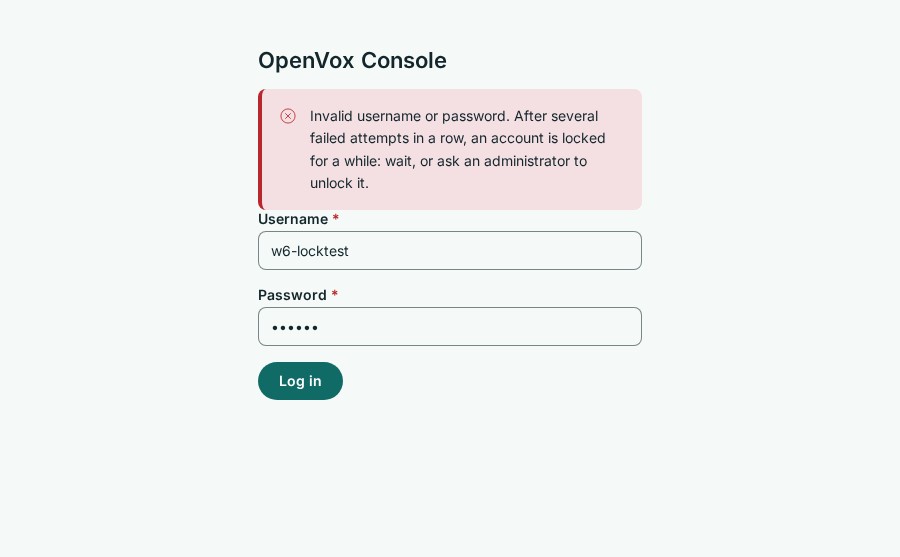 OpenVox Console
Invalid username or password. After several
failed attempts in a row, an account is locked
for a while: wait, or ask an administrator to
unlock it.
Username *
w6-locktest
Password *
••••••
Log in